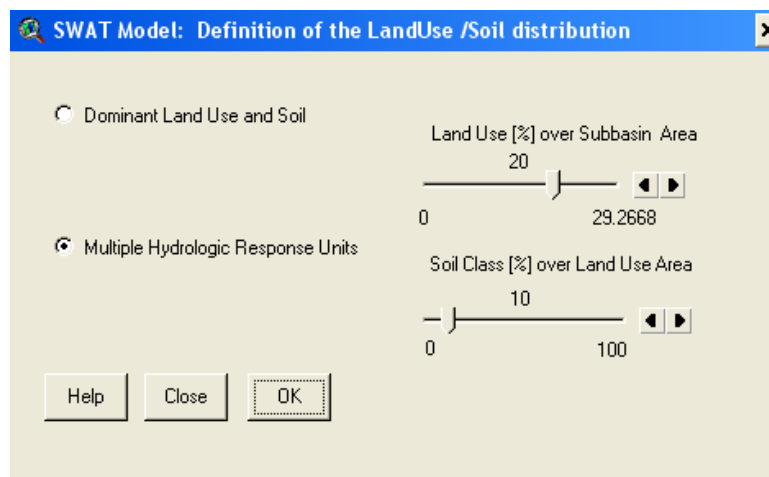 SWAT Model:  Definition of the LandUse /Soil distribution
Dominant Land Use and Soil
Land Use [%] over Subbasin  Area
20
0
29.2668
Multiple Hydrologic Response Units
Soil Class [%] over Land Use Area
10
0
100
Help
Close
OK